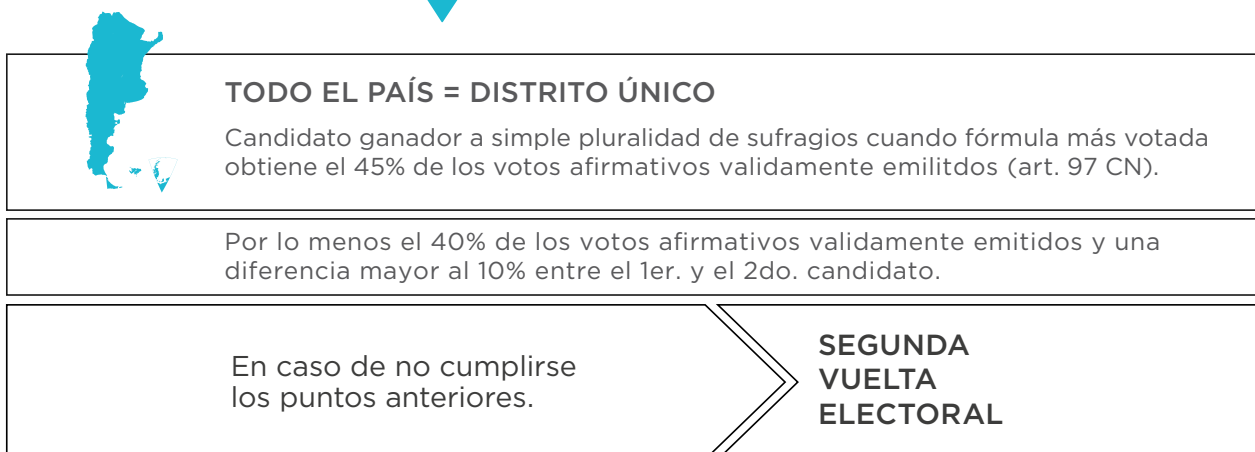 TODO EL PAÍS = DISTRITO ÚNICO
Candidato ganador a simple pluralidad de sufragios cuando fórmula más votada
obtiene el 45% de los votos afirmativos validamente emilitdos (art. 97 CN).
Por lo menos el 40% de los votos afirmativos validamente emitidos y una
diferencia mayor al 10% entre el 1er. y el 2do. candidato.
En caso de no cumplirse
los puntos anteriores.
SEGUNDA
VUELTA
ELECTORAL